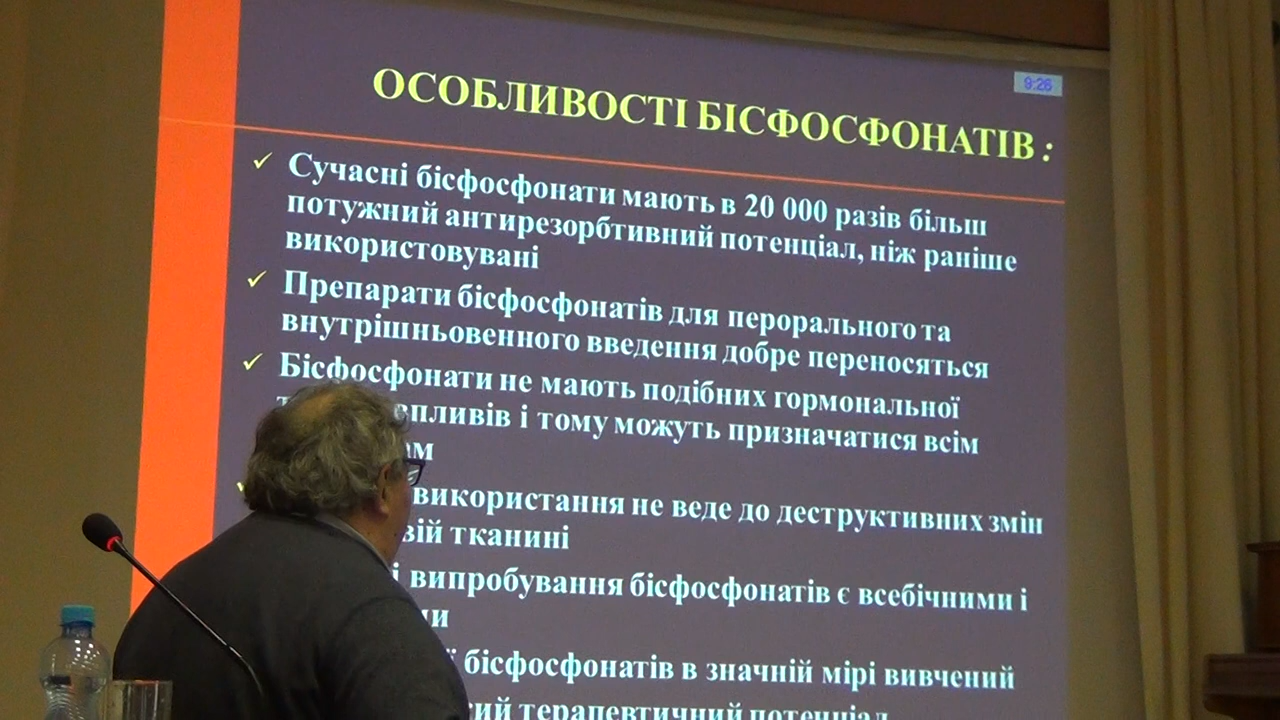 9:26
ОСОБЛИВОСТІ БІСФОСФОНАТІВ :
Сучасні бісфосфонати мають в 20 000 разів більш
потужний антирезорбтивний потенціал, ніж раніше
використовувані
Препарати бісфосфонатів для перорального та
внутрішньовенного введення добре переносяться
Бісфосфонати не мають подібних гормональної
впливів і тому можуть призначатися всім
використання не веде до деструктивних змін
тканині
випробування бісфосфонатів є всебічними і
бісфосфонатів в значній мірі вивчений
терапевтичний потенціал